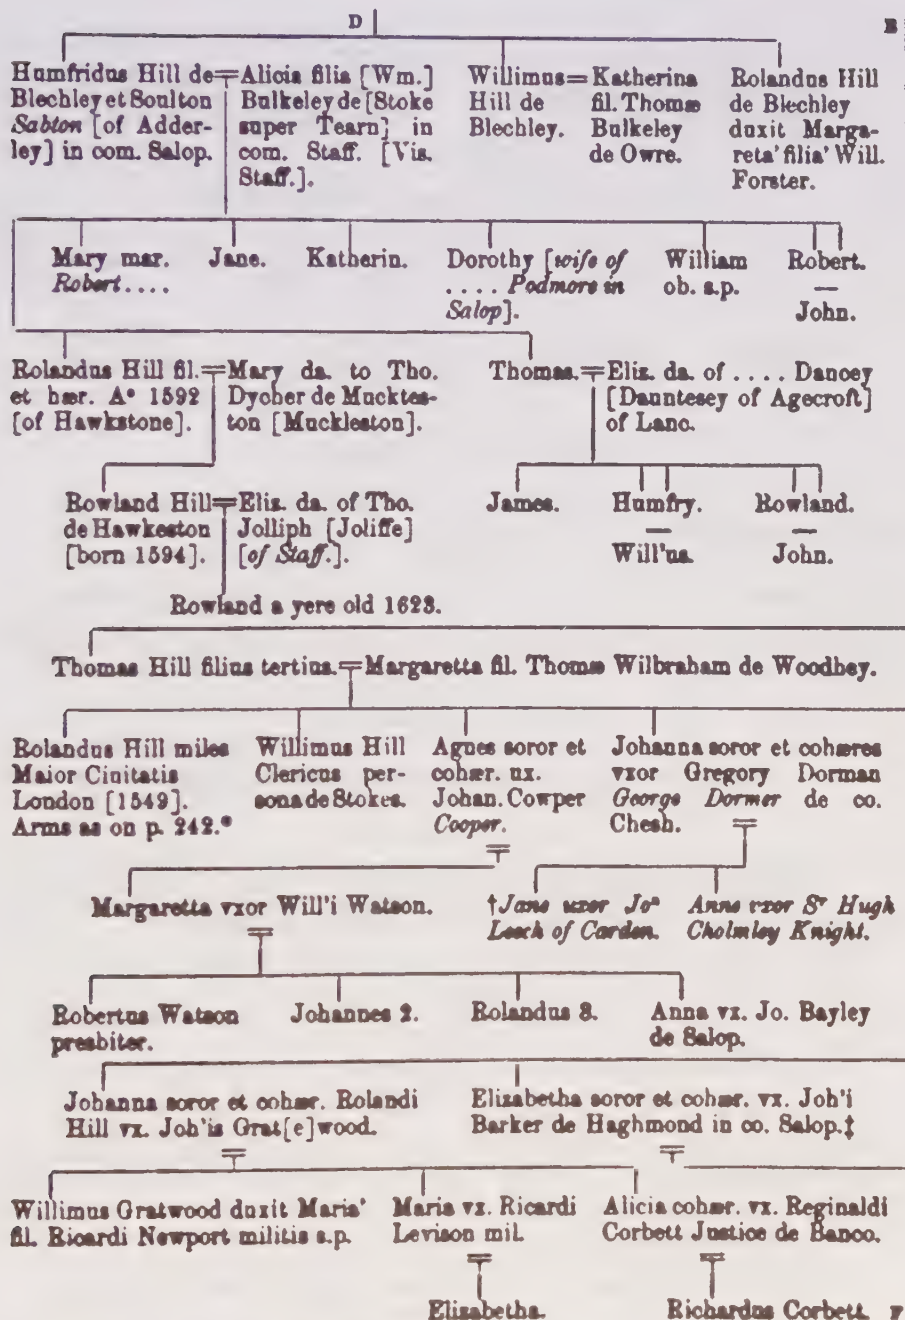 D
E
Humfridus Hill de
Blechley et Soulton
Sabton [of Adder-
ley] in com. Salop.
Alicia filia [Wm.]
Bulkeley de [Stoke
super Tearn] in
com. Staff. [Vis.
Staff.].
Willimus
Hill de
Blechley.
Katherina
fil. Thomæ
Bulkeley
de Owre.
Rolandus Hill
de Blechley
duxit Marga-
reta' filia' Will.
Forster.
Mary mar.
Robert....
Jane.
Katherin.
Dorothy [wife of
.... Podmore in
Salop].
William
ob. s.p.
Robert.
—
John.
Rolandus Hill fil.
et hær. A° 1592
[of Hawkstone].
Mary da. to Tho.
Dycher de Muckles-
ton [Muckleston].
Thomas.
Eliz. da. of .... Dancey
[Dauntesey of Agecroft]
of Lanc.
Rowland Hill
de Hawkeston
[born 1594].
Eliz. da. of Tho.
Jolliph [Joliffe]
[of Staff.].
James.
Humfry.
—
Will'us.
Rowland.
—
John.
Rowland a yere old 1623.
Thomas Hill filius tertius.
Margaretta fil. Thomæ Wilbraham de Woodhey.
Rolandus Hill miles
Maior Ciuitatis
London [1549].
Arms as on p. 242.*
Willimus Hill
Clericus per-
sona de Stokes.
Agnes soror et
cohær. ux.
Johan. Cowper
Cooper.
Johanna soror et cohæres
vxor Gregory Dorman
George Dormer de co.
Chesh.
Margaretta vxor Will'i Watson.
†Jane uxor Joⁿ
Leech of Carden.
Anne vxor Sʳ Hugh
Cholmley Knight.
Robertus Watson
presbiter.
Johannes 2.
Rolandus 3.
Anna vx. Jo. Bayley
de Salop.
Johanna soror et cohær. Rolandi
Hill vx. Joh'is Grat[e]wood.
Elizabetha soror et cohær. vx. Joh'i
Barker de Haghmond in co. Salop.‡
Willimus Gratwood duxit Maria'
fil. Ricardi Newport militis s.p.
Maria vx. Ricardi
Levison mil.
Alicia cohær. vx. Reginaldi
Corbett Justice de Banco.
Elizabetha.
Richardus Corbett.
F